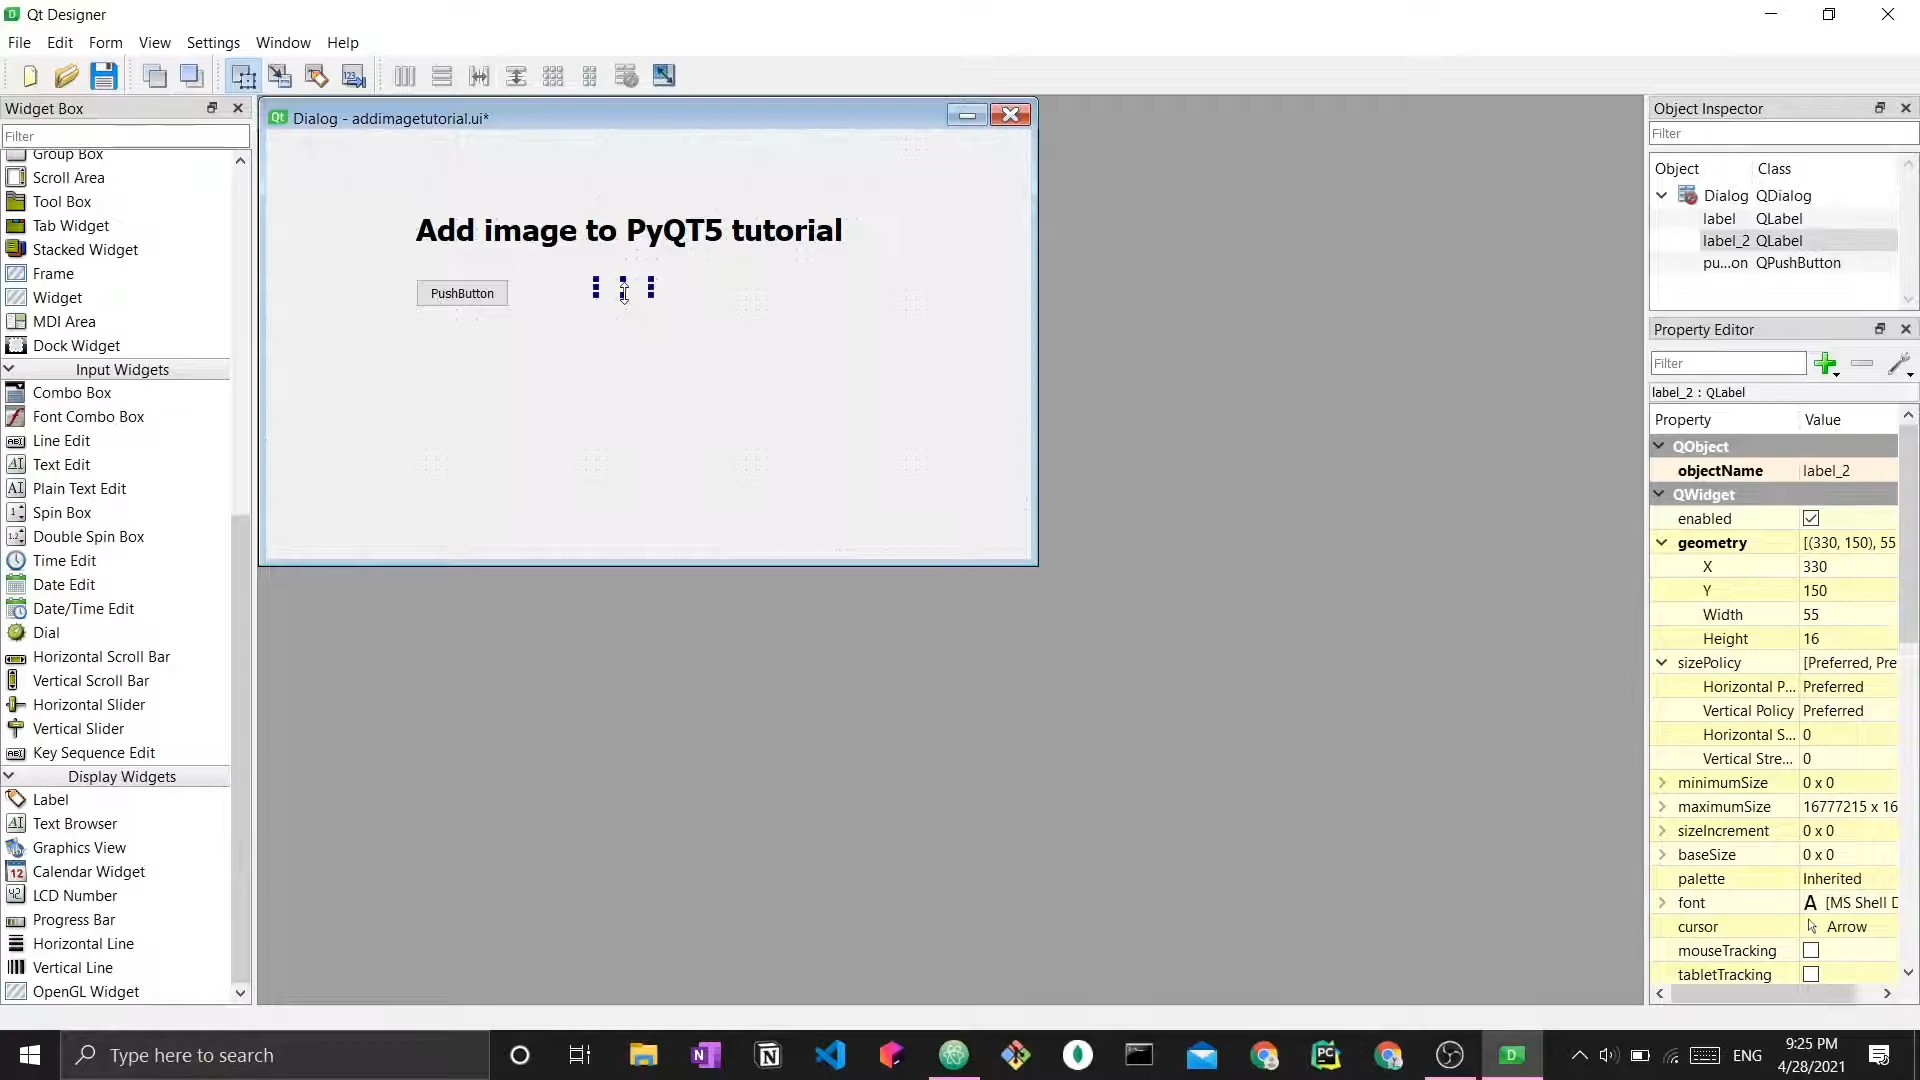 Qt Designer
File Edit Form View Settings Window Help
Widget Box
Filter
Group Box
Scroll Area
Tool Box
Tab Widget
Stacked Widget
Frame
Widget
MDI Area
Dock Widget
Input Widgets
Combo Box
Font Combo Box
Line Edit
Text Edit
Plain Text Edit
Spin Box
Double Spin Box
Time Edit
Date Edit
Date/Time Edit
Dial
Horizontal Scroll Bar
Vertical Scroll Bar
Horizontal Slider
Vertical Slider
Key Sequence Edit
Display Widgets
Label
Text Browser
Graphics View
Calendar Widget
LCD Number
Progress Bar
Horizontal Line
Vertical Line
OpenGL Widget
Dialog - addimagetutorial.ui*
Add image to PyQT5 tutorial
PushButton
Object Inspector
Filter
Object Class
Dialog QDialog
label QLabel
label_2 QLabel
pu...on QPushButton
Property Editor
Filter
label_2 : QLabel
Property Value
QObject
objectName label_2
QWidget
enabled
geometry [(330, 150), 55
X 330
Y 150
Width 55
Height 16
sizePolicy [Preferred, Pre
Horizontal P... Preferred
Vertical Policy Preferred
Horizontal S... 0
Vertical Stre... 0
minimumSize 0 x 0
maximumSize 16777215 x 16
sizeIncrement 0 x 0
baseSize 0 x 0
palette Inherited
font A [MS Shell D
cursor Arrow
mouseTracking
tabletTracking
Type here to search
ENG
9:25 PM
4/28/2021